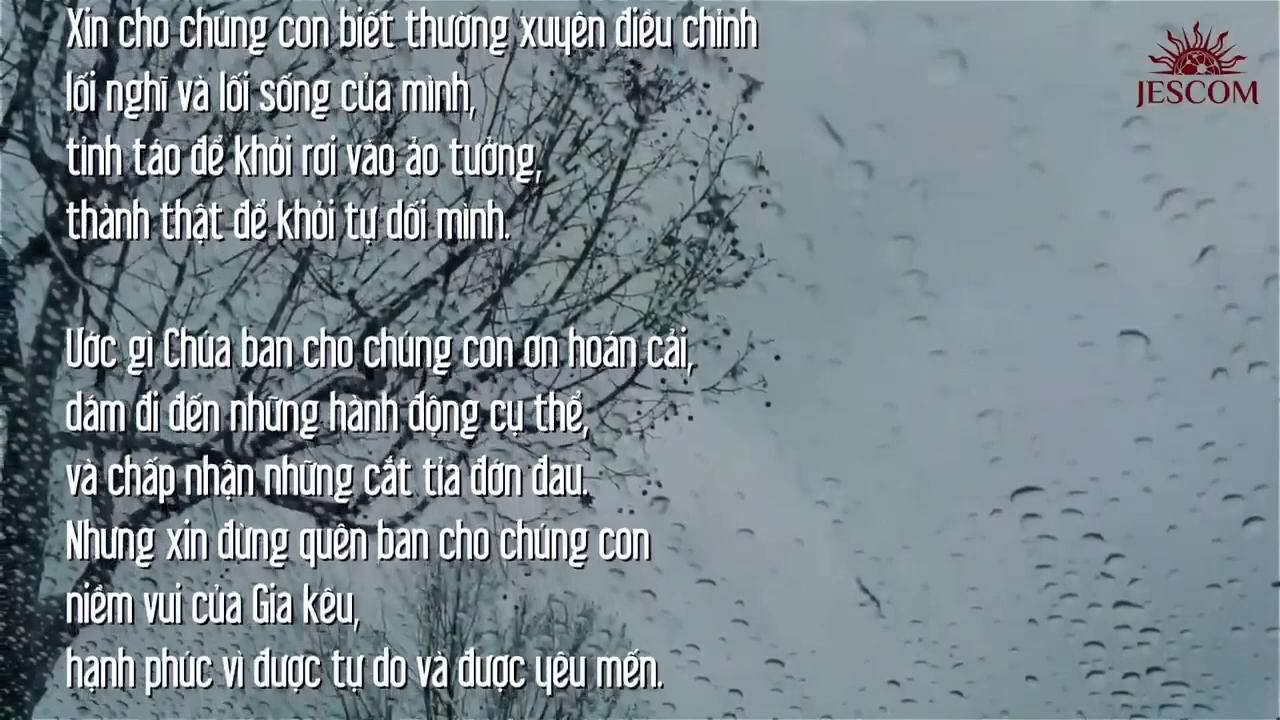 Xin cho chúng con biết thường xuyên điều chỉnh
lối nghĩ và lối sống của mình,
tỉnh táo để khỏi rơi vào ảo tưởng,
thành thật để khỏi tự dối mình.
Ước gì Chúa ban cho chúng con ơn hoán cải,
dám đi đến những hành động cụ thể,
và chấp nhận những cắt tỉa đớn đau.
Nhưng xin đừng quên ban cho chúng con
niềm vui của Gia kêu,
hạnh phúc vì được tự do và được yêu mến.
JESCOM